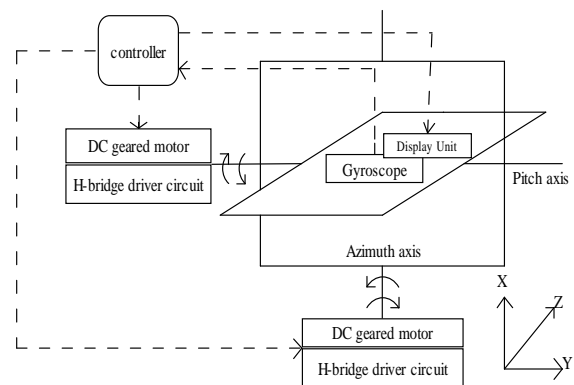 controller
DC geared motor
H-bridge driver circuit
Display Unit
Gyroscope
Pitch axis
Azimuth axis
X
Z
Y
DC geared motor
H-bridge driver circuit